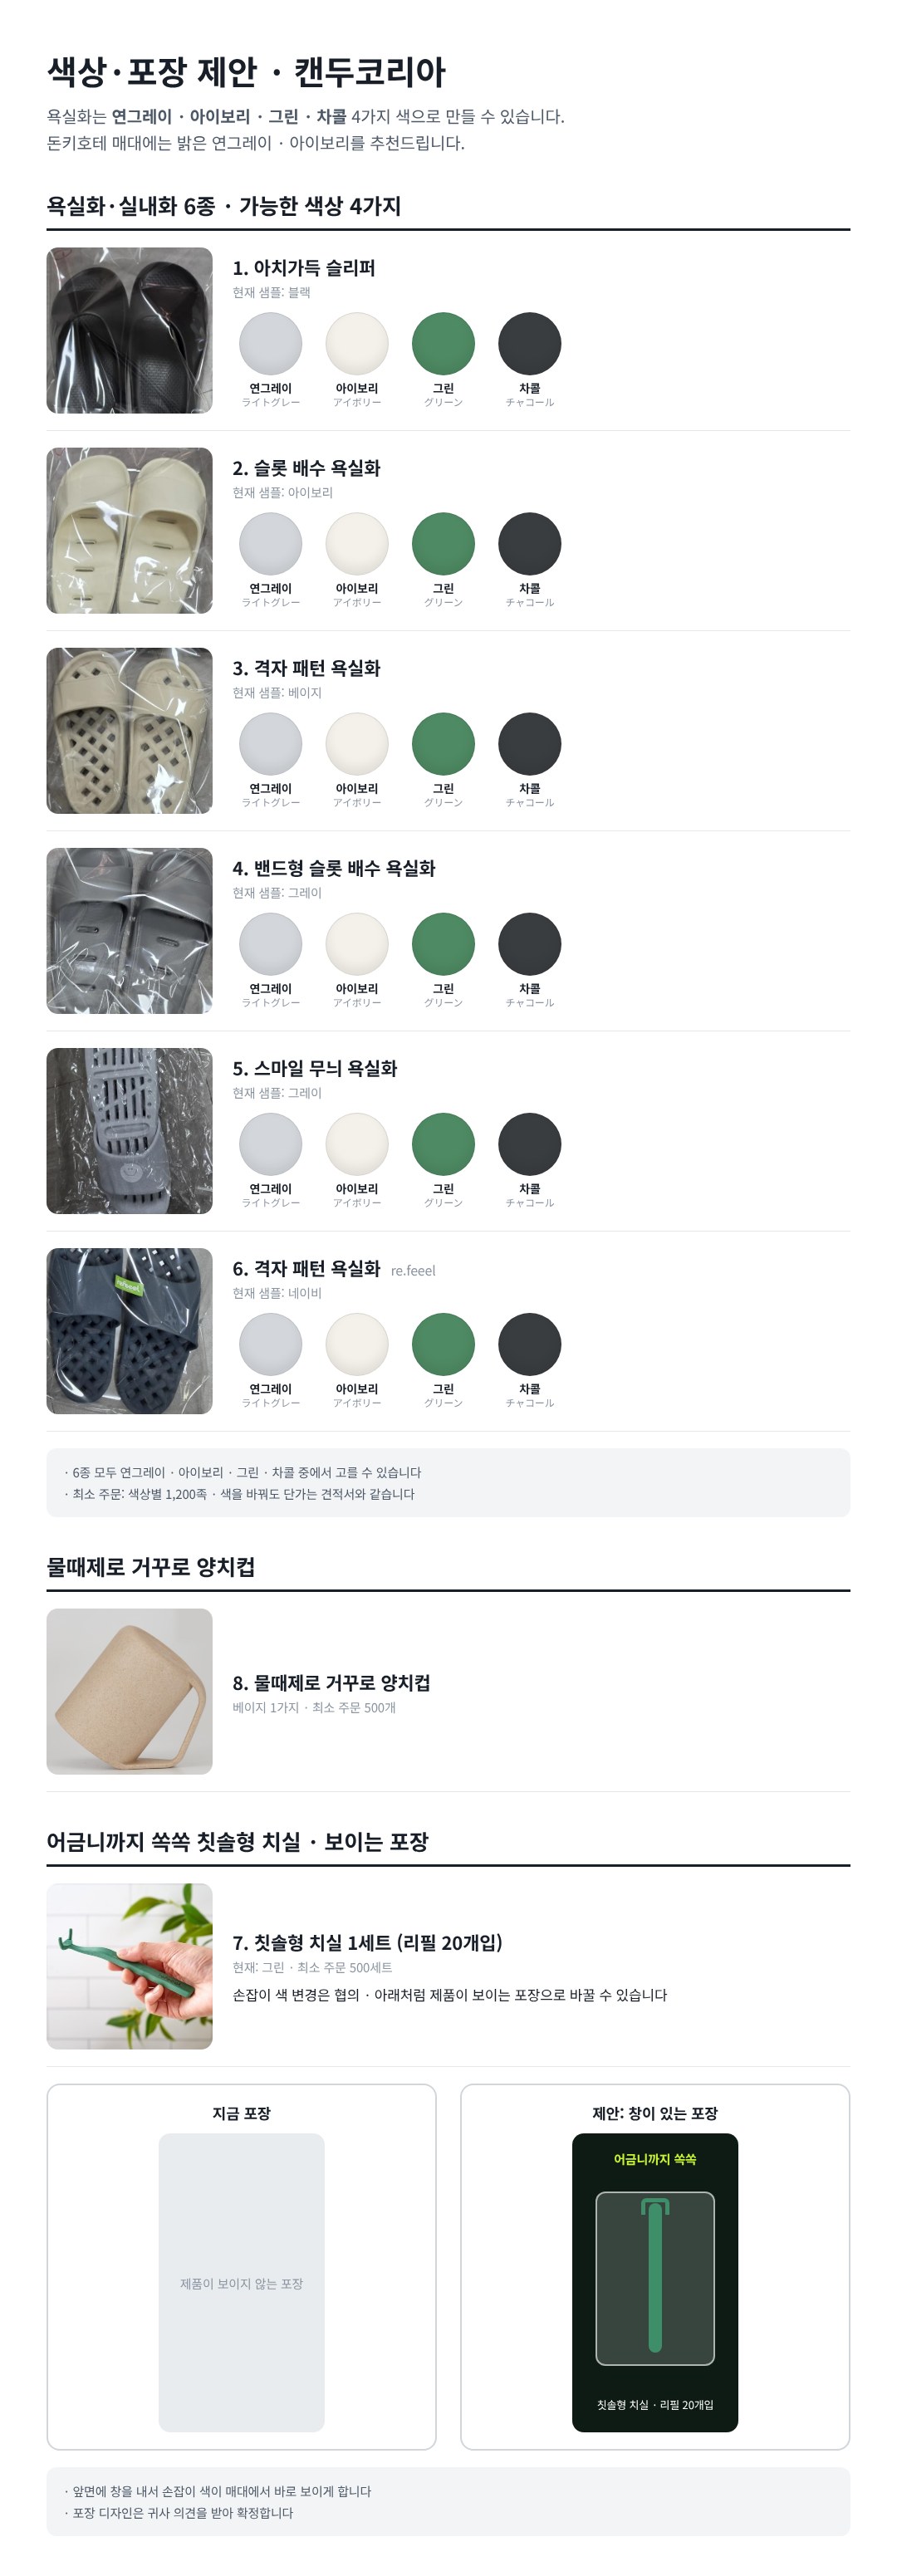 색상·포장 제안 · 캔두코리아
욕실화는 연그레이 · 아이보리 · 그린 · 차콜 4가지 색으로 만들 수 있습니다.
돈키호테 매대에는 밝은 연그레이 · 아이보리를 추천드립니다.
욕실화·실내화 6종 · 가능한 색상 4가지
1. 아치가득 슬리퍼
현재 샘플: 블랙
연그레이 아이보리 그린 차콜
ライトグレー アイボリー グリーン チャコール
2. 슬롯 배수 욕실화
현재 샘플: 아이보리
연그레이 아이보리 그린 차콜
ライトグレー アイボリー グリーン チャコール
3. 격자 패턴 욕실화
현재 샘플: 베이지
연그레이 아이보리 그린 차콜
ライトグレー アイボリー グリーン チャコール
4. 밴드형 슬롯 배수 욕실화
현재 샘플: 그레이
연그레이 아이보리 그린 차콜
ライトグレー アイボリー グリーン チャコール
5. 스마일 무늬 욕실화
현재 샘플: 그레이
연그레이 아이보리 그린 차콜
ライトグレー アイボリー グリーン チャコール
re.feeel
6. 격자 패턴 욕실화 re.feeel
현재 샘플: 네이비
연그레이 아이보리 그린 차콜
ライトグレー アイボリー グリーン チャコール
· 6종 모두 연그레이 · 아이보리 · 그린 · 차콜 중에서 고를 수 있습니다
· 최소 주문: 색상별 1,200족 · 색을 바꿔도 단가는 견적서와 같습니다
물때제로 거꾸로 양치컵
8. 물때제로 거꾸로 양치컵
베이지 1가지 · 최소 주문 500개
어금니까지 쏙쏙 칫솔형 치실 · 보이는 포장
7. 칫솔형 치실 1세트 (리필 20개입)
현재: 그린 · 최소 주문 500세트
손잡이 색 변경은 협의 · 아래처럼 제품이 보이는 포장으로 바꿀 수 있습니다
지금 포장
제품이 보이지 않는 포장
제안: 창이 있는 포장
어금니까지 쏙쏙
칫솔형 치실 · 리필 20개입
· 앞면에 창을 내서 손잡이 색이 매대에서 바로 보이게 합니다
· 포장 디자인은 귀사 의견을 받아 확정합니다